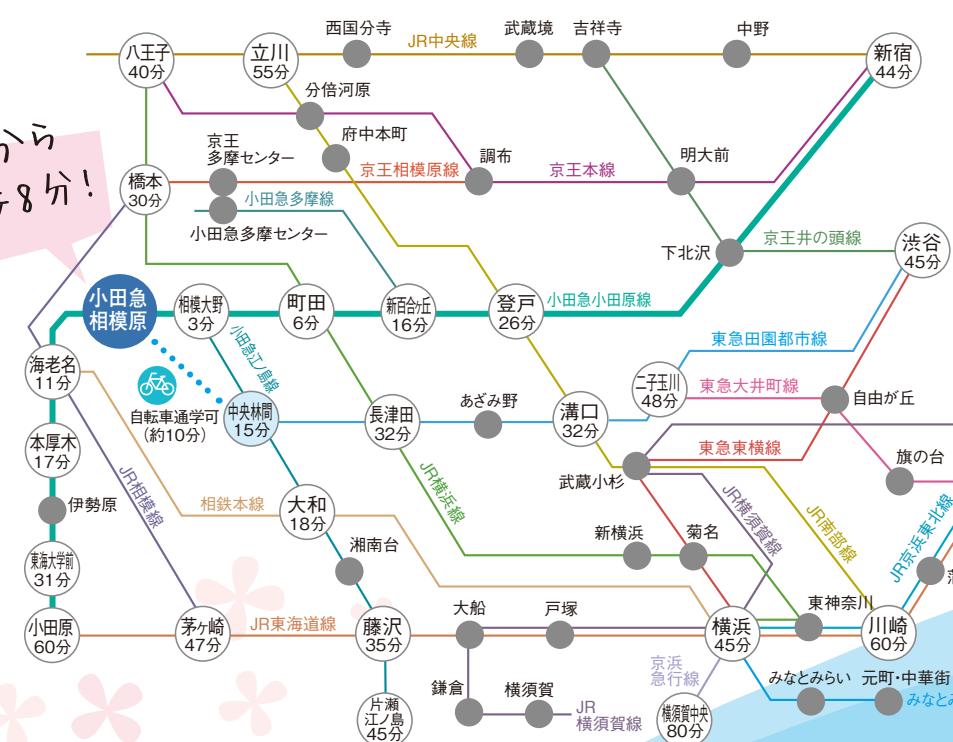 西国分寺
武蔵境
吉祥寺
中野
JR中央線
八王子
40分
立川
55分
新宿
44分
分倍河原
府中本町
から
8分!
京王
多摩センター
京王相模原線
調布
京王本線
明大前
橋本
30分
小田急多摩線
小田急多摩センター
下北沢
京王井の頭線
渋谷
45分
小田急
相模原
相模大野
3分
町田
6分
新百合ヶ丘
16分
登戸
26分
小田急小田原線
小田急江ノ島線
東急田園都市線
海老名
11分
自転車通学可
(約10分)
中央林間
15分
長津田
32分
あざみ野
溝口
32分
二子玉川
48分
東急大井町線
自由が丘
本厚木
17分
JR相模線
相鉄本線
JR横浜線
東急東横線
武蔵小杉
旗の台
伊勢原
大和
18分
新横浜
菊名
JR横須賀線
JR南部線
JR京浜東北線
東海大学前
31分
湘南台
小田原
60分
茅ヶ崎
47分
JR東海道線
藤沢
35分
大船
戸塚
横浜
45分
東神奈川
川崎
60分
片瀬
江ノ島
45分
鎌倉
横須賀
JR
横須賀線
京浜
急行線
横須賀中央
80分
みなとみらい
元町・中華街
みなとみ